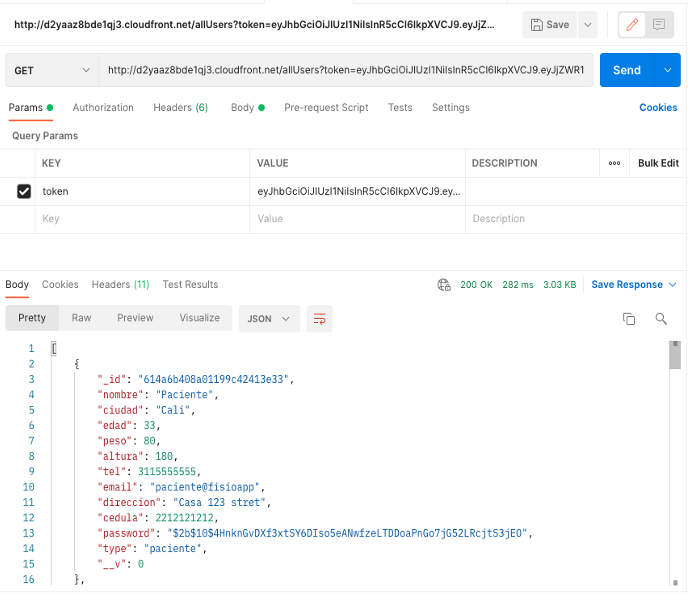 http://d2yaaz8bde1qj3.cloudfront.net/allUsers?token=eyJhbGciOiJIUzI1NiIsInR5cCI6IkpXVCJ9.eyJjZ...
Save
GET
http://d2yaaz8bde1qj3.cloudfront.net/allUsers?token=eyJhbGciOiJIUzI1NiIsInR5cCI6IkpXVCJ9.eyJjZWR1
Send
Params Authorization Headers (6) Body Pre-request Script Tests Settings Cookies
Query Params
KEY VALUE DESCRIPTION ooo Bulk Edit
token eyJhbGciOiJIUzI1NiIsInR5cCI6IkpXVCJ9.ey...
Key Value Description
Body Cookies Headers (11) Test Results 200 OK 282 ms 3.03 KB Save Response
Pretty Raw Preview Visualize JSON
1 [
2 {
3 "_id": "614a6b408a01199c42413e33",
4 "nombre": "Paciente",
5 "ciudad": "Cali",
6 "edad": 33,
7 "peso": 80,
8 "altura": 180,
9 "tel": 3115555555,
10 "email": "paciente@fisioapp",
11 "direccion": "Casa 123 stret",
12 "cedula": 2212121212,
13 "password": "$2b$10$4HnknGvDXf3xtSY6DIso5eANwfzeLTDDoaPnGo7jG52LRcjtS3jEO",
14 "type": "paciente",
15 "__v": 0
16 },